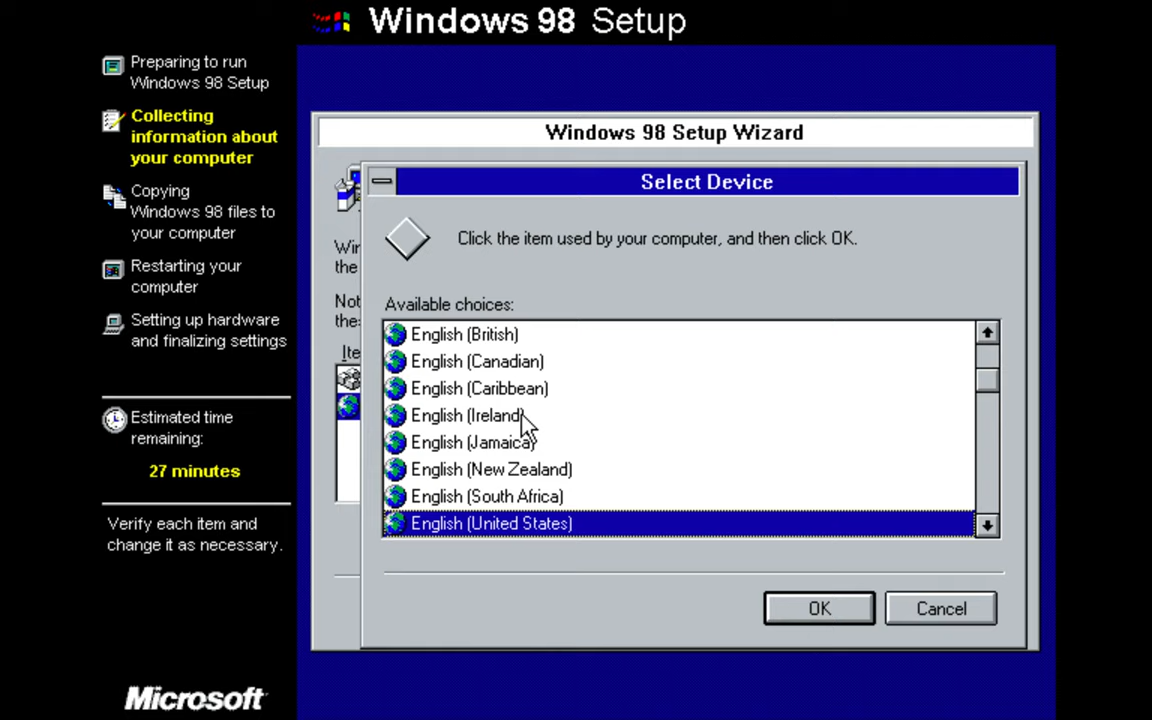 Windows 98 Setup
Preparing to run
Windows 98 Setup
Collecting
information about
your computer
Copying
Windows 98 files to
your computer
Restarting your
computer
Setting up hardware
and finalizing settings
Estimated time
remaining:
27 minutes
Verify each item and
change it as necessary.
Microsoft
Windows 98 Setup Wizard
Select Device
Click the item used by your computer, and then click OK.
Available choices:
English (British)
English (Canadian)
English (Caribbean)
English (Ireland)
English (Jamaica)
English (New Zealand)
English (South Africa)
English (United States)
OK
Cancel